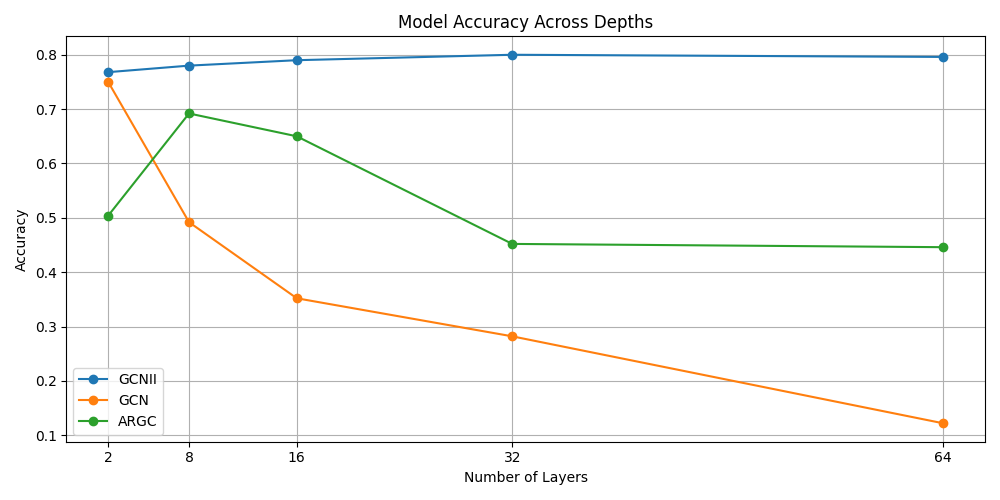 Model Accuracy Across Depths
Accuracy
0.8
0.7
0.6
0.5
0.4
0.3
0.2
0.1
GCNII
GCN
ARGC
2 8 16 32 64
Number of Layers